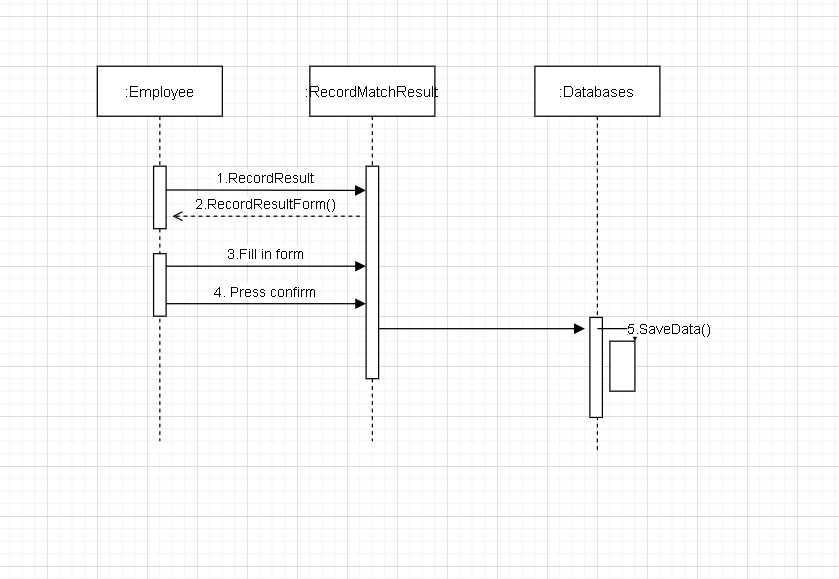 :Employee
:RecordMatchResult
:Databases
1.RecordResult
2.RecordResultForm()
3.Fill in form
4. Press confirm
5.SaveData()